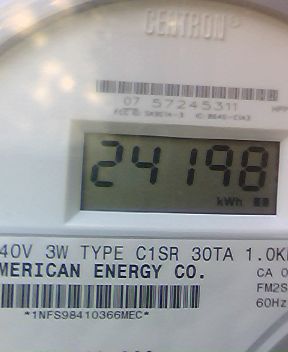 CENTRON®
07 57245311
24198
kWh
40V 3W TYPE C1SR 30TA 1.0K
MERICAN ENERGY CO.
CA 0
FM2S
60Hz
*1NFS98410366MEC*